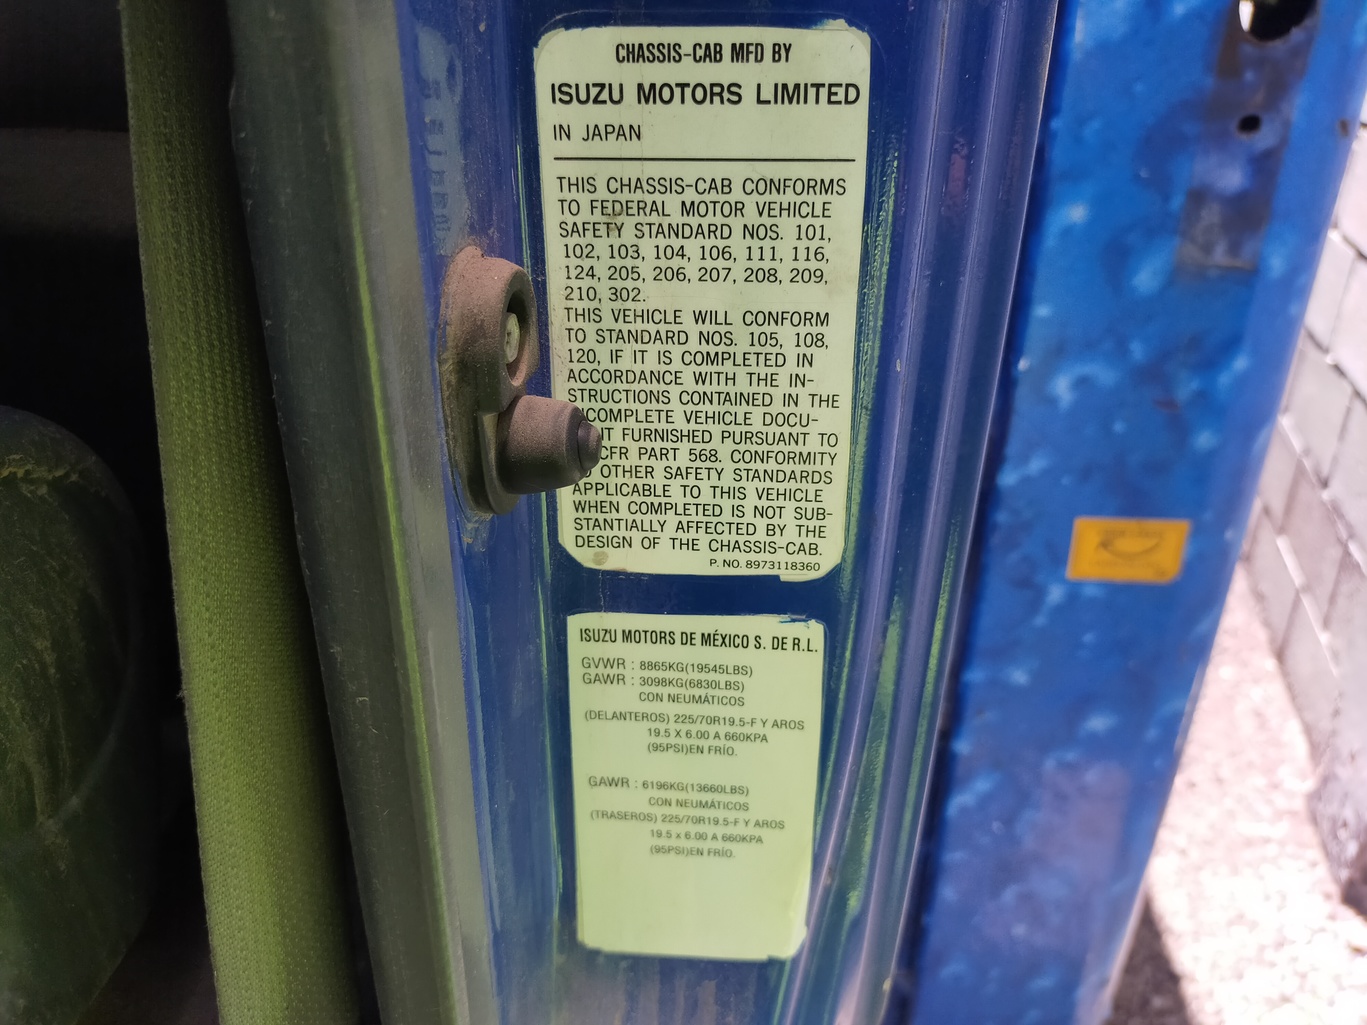 CHASSIS-CAB MFD BY
ISUZU MOTORS LIMITED
IN JAPAN
THIS CHASSIS-CAB CONFORMS
TO FEDERAL MOTOR VEHICLE
SAFETY STANDARD NOS. 101,
102, 103, 104, 106, 111, 116,
124, 205, 206, 207, 208, 209,
210, 302.
THIS VEHICLE WILL CONFORM
TO STANDARD NOS. 105, 108,
120, IF IT IS COMPLETED IN
ACCORDANCE WITH THE IN-
STRUCTIONS CONTAINED IN THE
COMPLETE VEHICLE DOCU-
T FURNISHED PURSUANT TO
CFR PART 568. CONFORMITY
OTHER SAFETY STANDARDS
APPLICABLE TO THIS VEHICLE
WHEN COMPLETED IS NOT SUB-
STANTIALLY AFFECTED BY THE
DESIGN OF THE CHASSIS-CAB.
P. NO. 8973118360
ISUZU MOTORS DE MÉXICO S. DE R.L.
GVWR : 8865KG(19545LBS)
GAWR : 3098KG(6830LBS)
CON NEUMÁTICOS
(DELANTEROS) 225/70R19.5-F Y AROS
19.5 X 6.00 A 660KPA
(95PSI)EN FRÍO.
GAWR : 6196KG(13660LBS)
CON NEUMÁTICOS
(TRASEROS) 225/70R19.5-F Y AROS
19.5 x 6.00 A 660KPA
(95PSI)EN FRÍO.